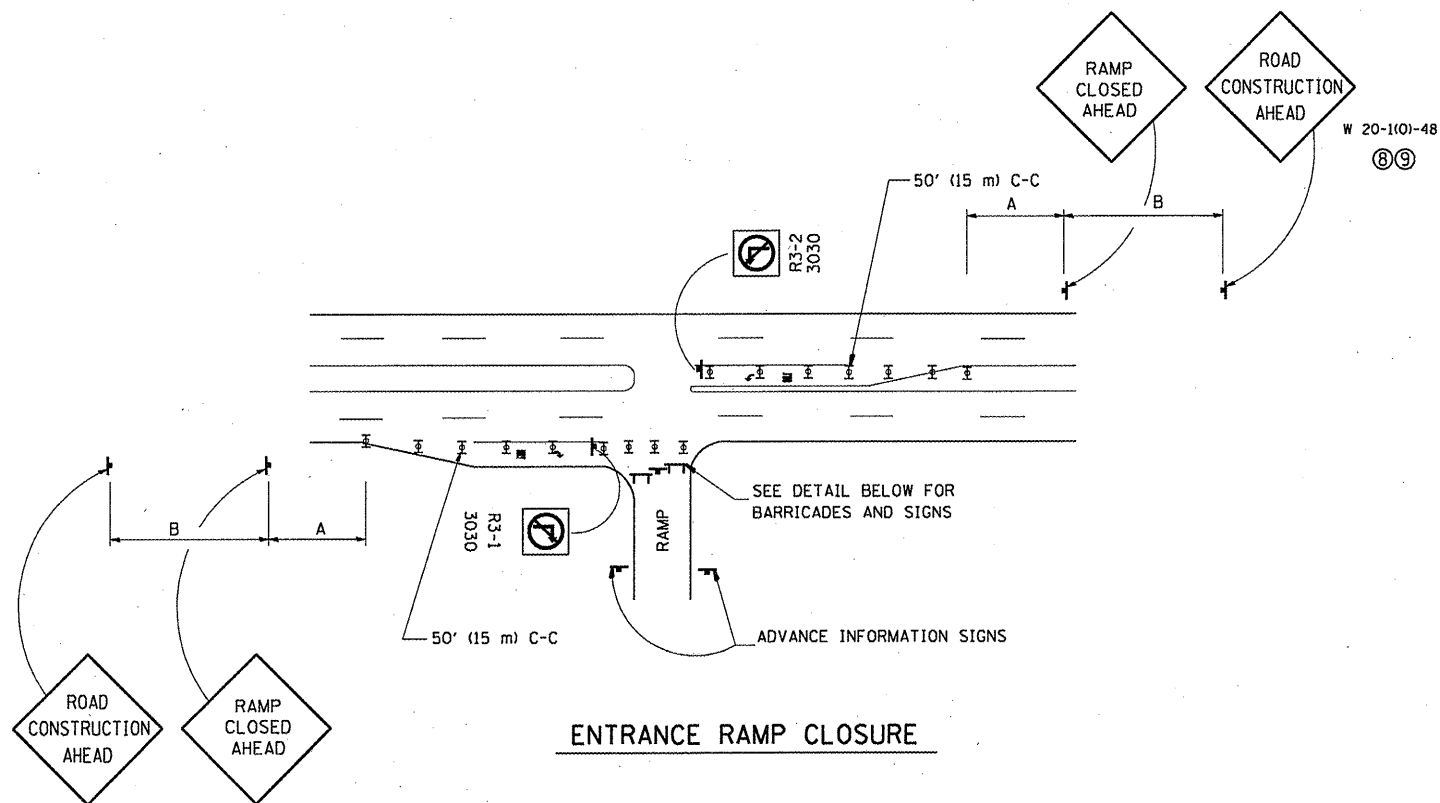 RAMP
CLOSED
AHEAD
ROAD
CONSTRUCTION
AHEAD
W 20-1(O)-48
⑧⑨
50' (15 m) C-C
A
B
R3-2
3030
SEE DETAIL BELOW FOR
BARRICADES AND SIGNS
RAMP
B
A
R3-1
3030
50' (15 m) C-C
ADVANCE INFORMATION SIGNS
ROAD
CONSTRUCTION
AHEAD
RAMP
CLOSED
AHEAD
ENTRANCE RAMP CLOSURE